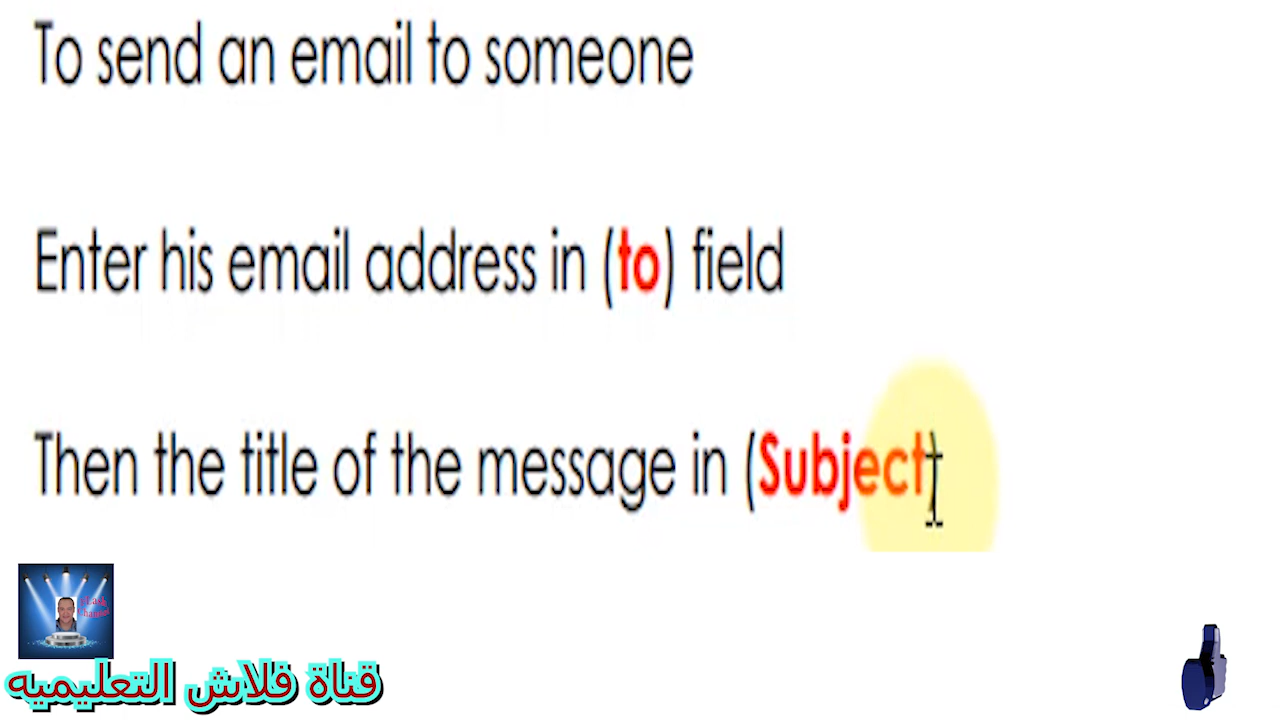 To send an email to someone
Enter his email address in (to) field
Then the title of the message in (Subject)
قناة فلاش التعليميه